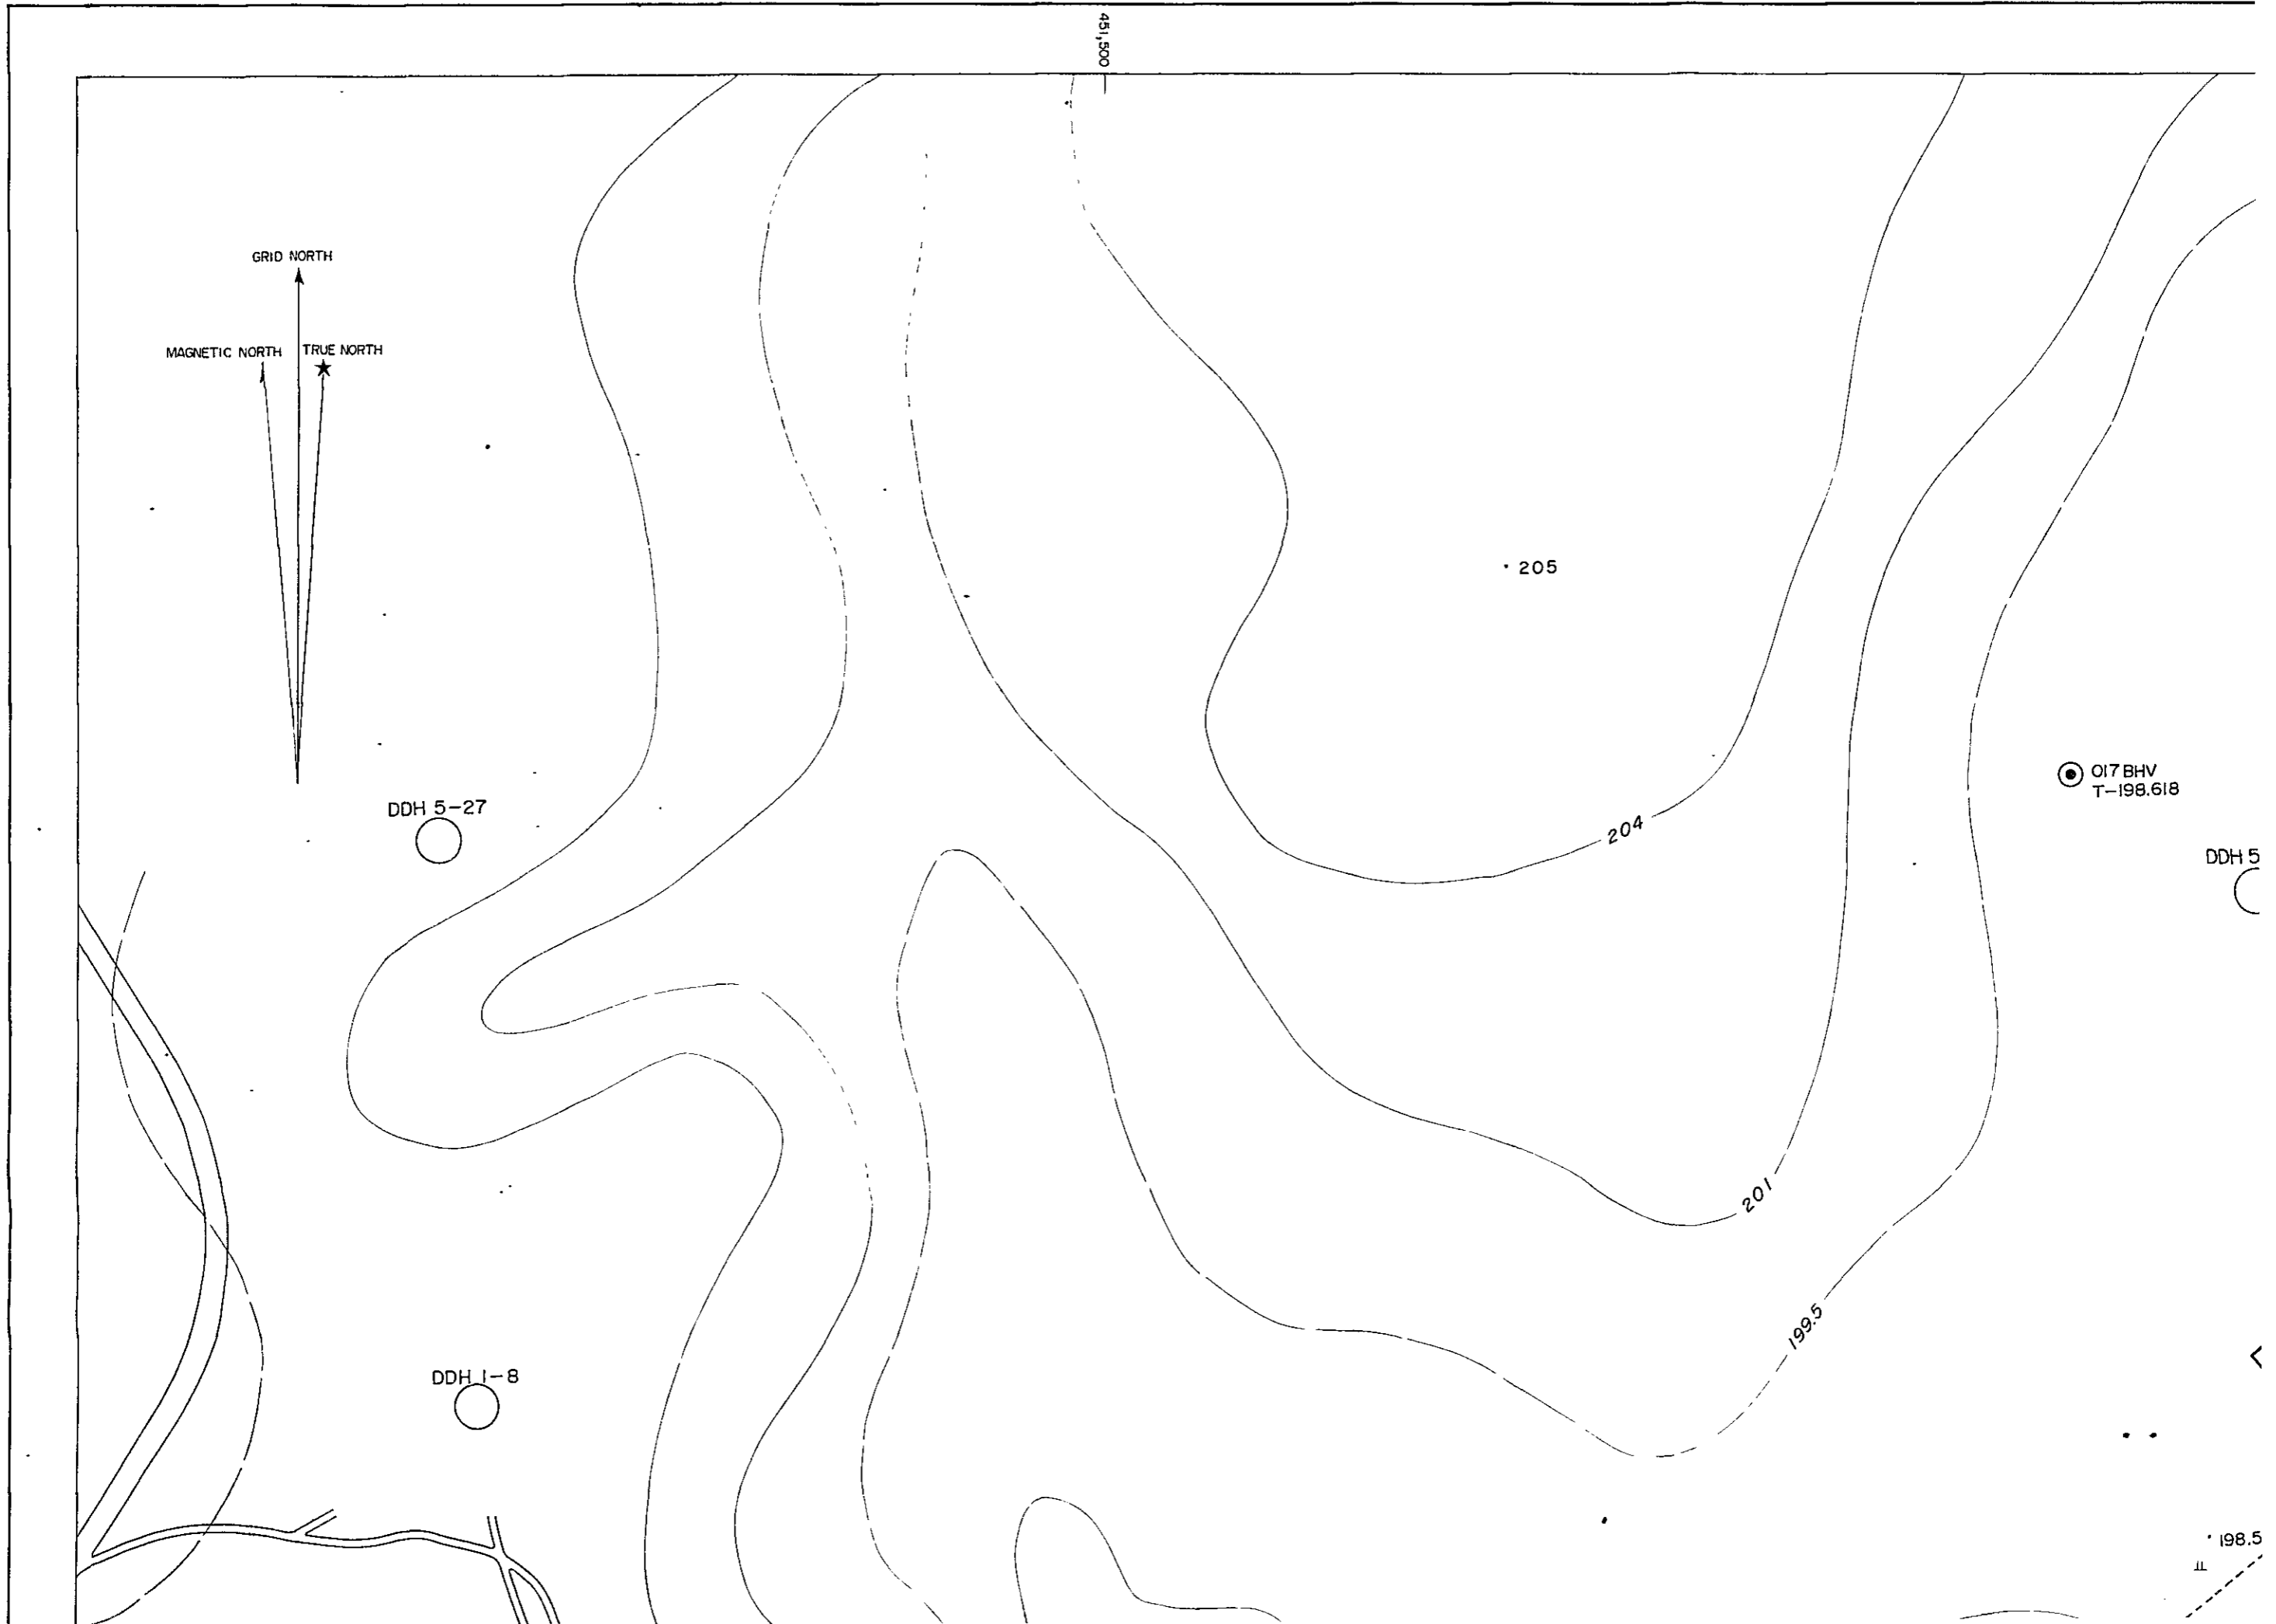 451,500
GRID NORTH
MAGNETIC NORTH
TRUE NORTH
205
017 BHV
T-198.618
DDH 5-27
204
DDH 5
201
199.5
DDH 1-8
198.5